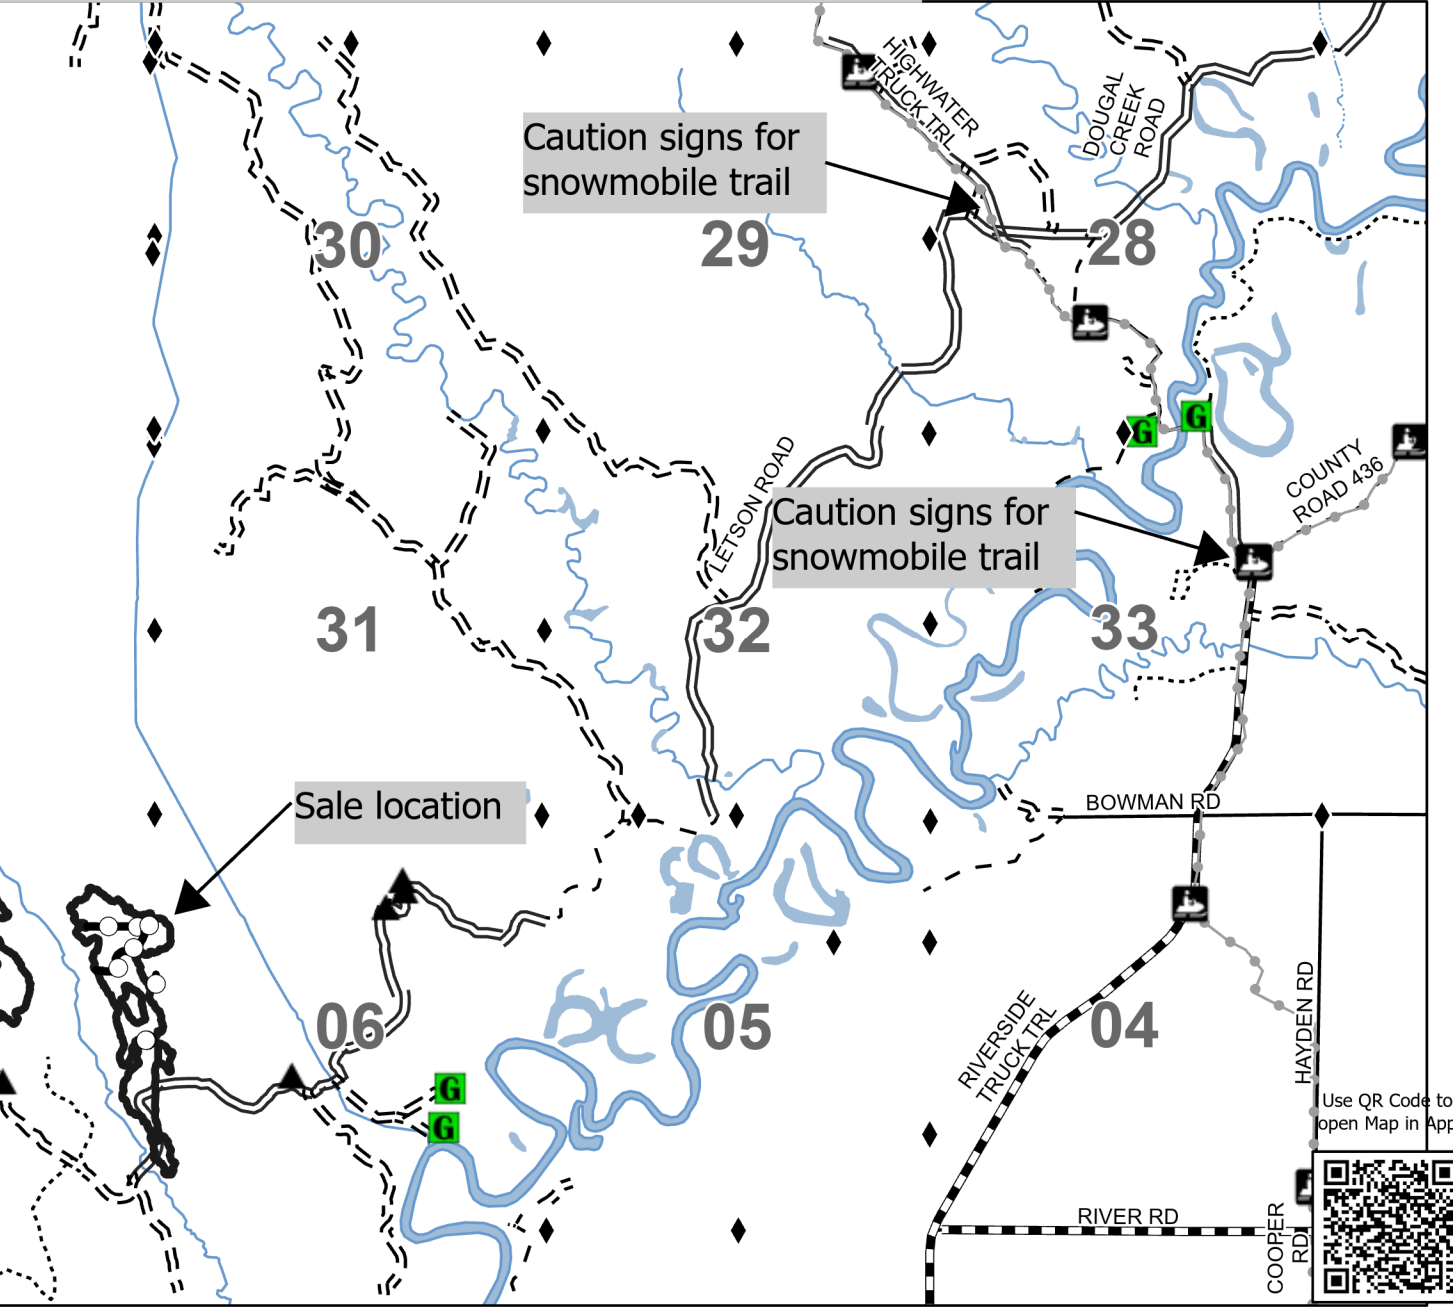 HIGHWATER
TRUCK TRL
DOUGAL
CREEK
ROAD
Caution signs for
snowmobile trail
30
29
28
G
G
COUNTY
ROAD 436
LETSON ROAD
Caution signs for
snowmobile trail
31
32
33
Sale location
BOWMAN RD
06
05
04
RIVERSIDE
TRUCK TRL
HAYDEN RD
G
G
Use QR Code to
open Map in App
RIVER RD
COOPER
RD